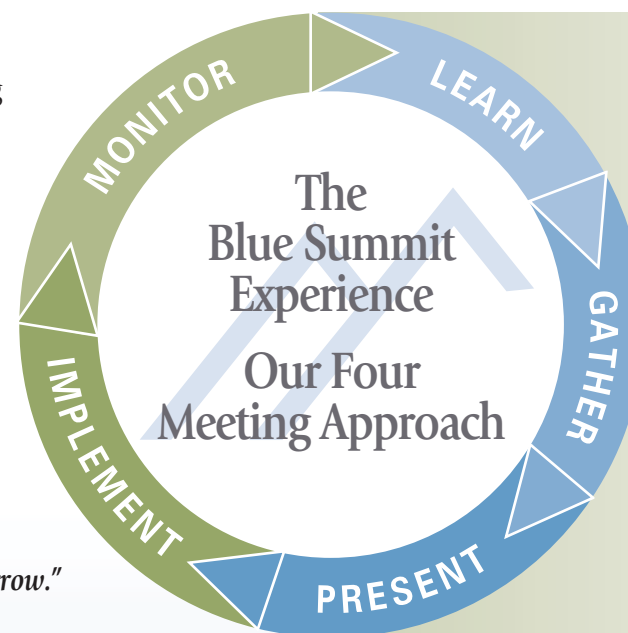 MONITOR
LEARN
GATHER
PRESENT
IMPLEMENT
The
Blue Summit
Experience
Our Four
Meeting Approach
row."